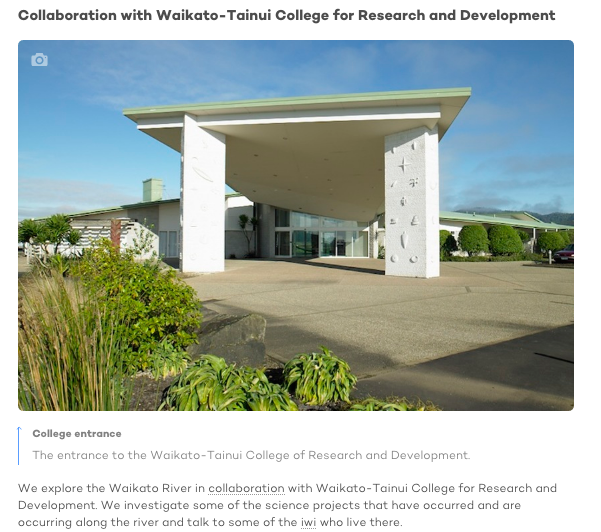 Collaboration with Waikato-Tainui College for Research and Development
College entrance
The entrance to the Waikato-Tainui College of Research and Development.
We explore the Waikato River in collaboration with Waikato-Tainui College for Research and
Development. We investigate some of the science projects that have occurred and are
occurring along the river and talk to some of the iwi who live there.